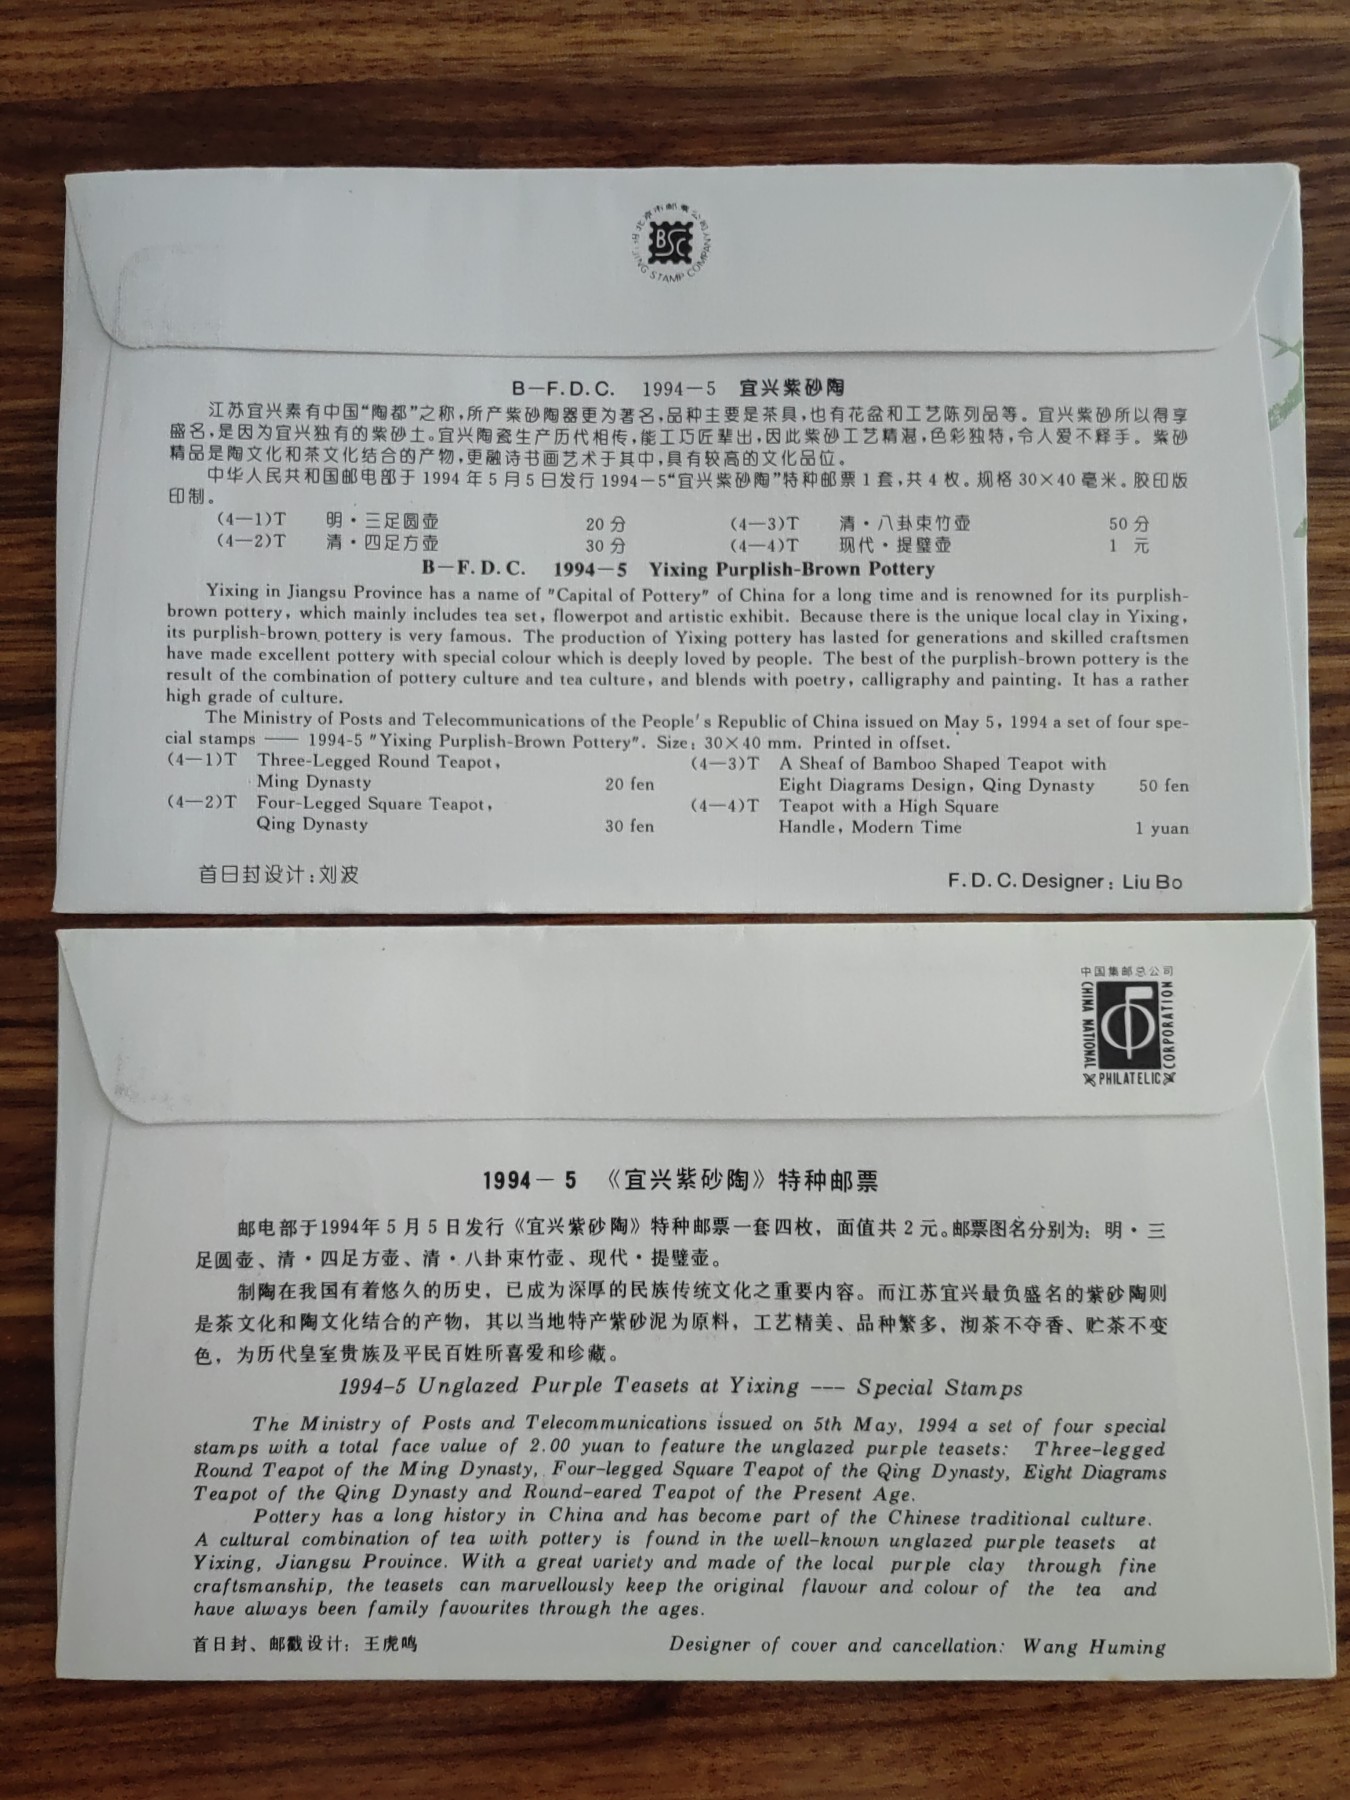 北京市邮票公司
BSC
STAMP COMPANY
B—F.D.C. 1994—5 宜兴紫砂陶
江苏宜兴素有中国“陶都”之称,所产紫砂陶器更为著名,品种主要是茶具,也有花盆和工艺陈列品等。宜兴紫砂所以得享
盛名,是因为宜兴独有的紫砂土。宜兴陶瓷生产历代相传,能工巧匠辈出,因此紫砂工艺精湛,色彩独特,令人爱不释手。紫砂
精品是陶文化和茶文化结合的产物,更融诗书画艺术于其中,具有较高的文化品位。
中华人民共和国邮电部于 1994 年 5 月 5 日发行 1994—5“宜兴紫砂陶”特种邮票 1 套,共 4 枚。规格 30×40 毫米。胶印版
印制。
(4—1)T 明·三足圆壶 20 分 (4—3)T 清·八卦束竹壶 50 分
(4—2)T 清·四足方壶 30 分 (4—4)T 现代·提璧壶 1 元
B—F.D.C. 1994—5 Yixing Purplish-Brown Pottery
Yixing in Jiangsu Province has a name of "Capital of Pottery" of China for a long time and is renowned for its purplish-
brown pottery, which mainly includes tea set, flowerpot and artistic exhibit. Because there is the unique local clay in Yixing,
its purplish-brown pottery is very famous. The production of Yixing pottery has lasted for generations and skilled craftsmen
have made excellent pottery with special colour which is deeply loved by people. The best of the purplish-brown pottery is the
result of the combination of pottery culture and tea culture, and blends with poetry, calligraphy and painting. It has a rather
high grade of culture.
The Ministry of Posts and Telecommunications of the People's Republic of China issued on May 5, 1994 a set of four spe-
cial stamps —— 1994-5 "Yixing Purplish-Brown Pottery". Size: 30×40 mm. Printed in offset.
(4—1)T Three-Legged Round Teapot, (4—3)T A Sheaf of Bamboo Shaped Teapot with
Ming Dynasty 20 fen Eight Diagrams Design, Qing Dynasty 50 fen
(4—2)T Four-Legged Square Teapot, (4—4)T Teapot with a High Square
Qing Dynasty 30 fen Handle, Modern Time 1 yuan
首日封设计:刘波 F.D.C.Designer: Liu Bo
中国集邮总公司
CHINA NATIONAL
PHILATELIC
CORPORATION
1994—5 《宜兴紫砂陶》特种邮票
邮电部于1994年 5 月 5 日发行《宜兴紫砂陶》特种邮票一套四枚，面值共 2 元。邮票图名分别为：明·三
足圆壶、清·四足方壶、清·八卦束竹壶、现代·提璧壶。
制陶在我国有着悠久的历史，已成为深厚的民族传统文化之重要内容。而江苏宜兴最负盛名的紫砂陶则
是茶文化和陶文化结合的产物，其以当地特产紫砂泥为原料，工艺精美、品种繁多，沏茶不夺香、贮茶不变
色，为历代皇室贵族及平民百姓所喜爱和珍藏。
1994-5 Unglazed Purple Teasets at Yixing --- Special Stamps
The Ministry of Posts and Telecommunications issued on 5th May, 1994 a set of four special
stamps with a total face value of 2.00 yuan to feature the unglazed purple teasets: Three-legged
Round Teapot of the Ming Dynasty, Four-legged Square Teapot of the Qing Dynasty, Eight Diagrams
Teapot of the Qing Dynasty and Round-eared Teapot of the Present Age.
Pottery has a long history in China and has become part of the Chinese traditional culture.
A cultural combination of tea with pottery is found in the well-known unglazed purple teasets at
Yixing, Jiangsu Province. With a great variety and made of the local purple clay through fine
craftsmanship, the teasets can marvellously keep the original flavour and colour of the tea and
have always been family favourites through the ages.
首日封、邮戳设计：王虎鸣 Designer of cover and cancellation: Wang Huming